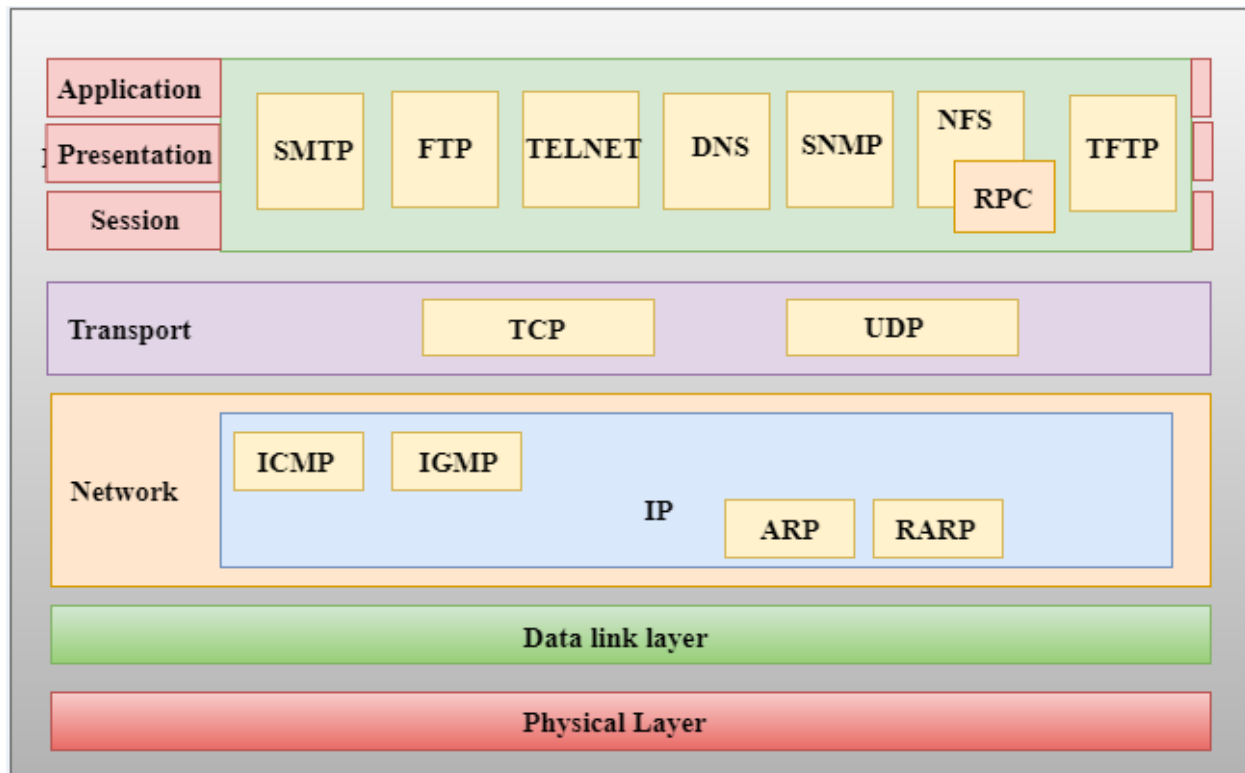 Application
Presentation
Session
SMTP FTP TELNET DNS SNMP NFS TFTP
RPC
Transport TCP UDP
ICMP IGMP
Network
IP
ARP RARP
Data link layer
Physical Layer